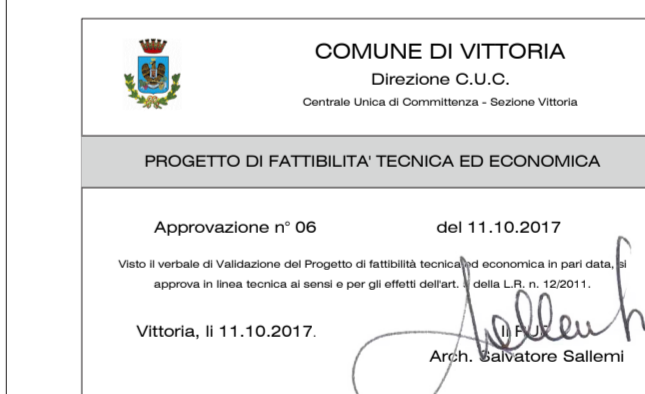 COMUNE DI VITTORIA
Direzione C.U.C.
Centrale Unica di Committenza - Sezione Vittoria
PROGETTO DI FATTIBILITA' TECNICA ED ECONOMICA
Approvazione n° 06 del 11.10.2017
Visto il verbale di Validazione del Progetto di fattibilità tecnica ed economica in pari data, si
approva in linea tecnica ai sensi e per gli effetti dell'art. della L.R. n. 12/2011.
Vittoria, li 11.10.2017.
Arch. Salvatore Sallemi